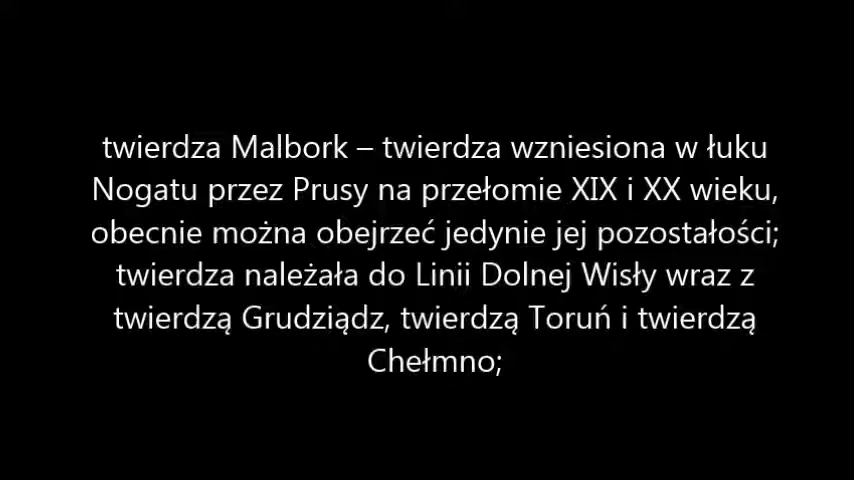 twierdza Malbork – twierdza wzniesiona w łuku
Nogatu przez Prusy na przełomie XIX i XX wieku,
obecnie można obejrzeć jedynie jej pozostałości;
twierdza należała do Linii Dolnej Wisły wraz z
twierdzą Grudziądz, twierdzą Toruń i twierdzą
Chełmno;